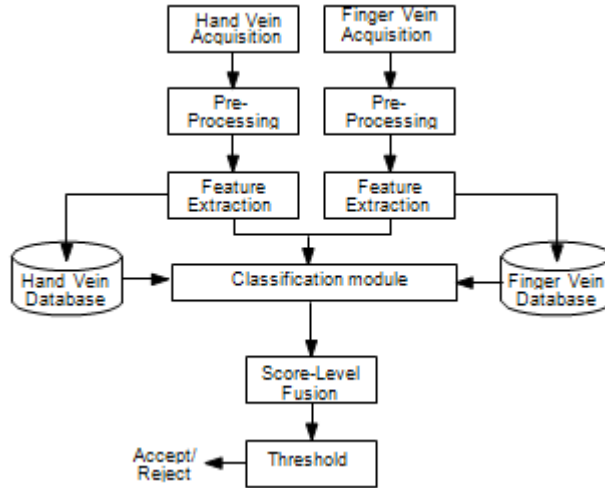 Hand Vein
Acquisition
Finger Vein
Acquisition
Pre-
Processing
Pre-
Processing
Feature
Extraction
Feature
Extraction
Hand Vein
Database
Classification module
Finger Vein
Database
Score-Level
Fusion
Accept/
Reject
Threshold